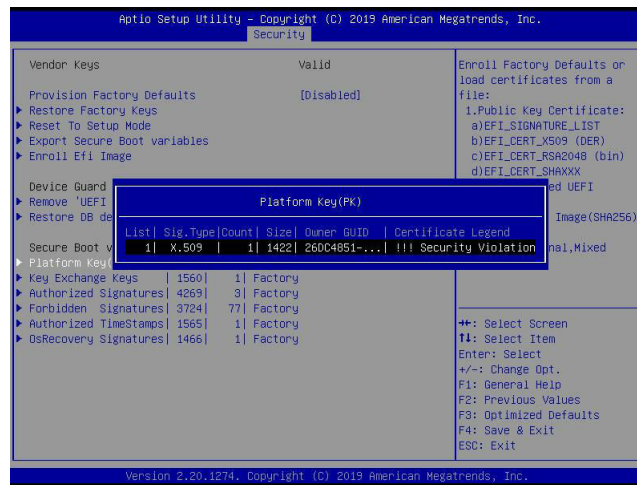 Aptio Setup Utility – Copyright (C) 2019 American Megatrends, Inc.
Security
Vendor Keys Valid
Provision Factory Defaults [Disabled]
Restore Factory Keys
Reset To Setup Mode
Export Secure Boot variables
Enroll Efi Image
Device Guard
Remove 'UEFI
Restore DB de
Secure Boot v
Platform Key(
Key Exchange Keys | 1560| 1| Factory
Authorized Signatures| 4269| 3| Factory
Forbidden Signatures| 3724| 77| Factory
Authorized TimeStamps| 1565| 1| Factory
OsRecovery Signatures| 1466| 1| Factory
Platform Key(PK)
List| Sig.Type|Count| Size| Owner GUID | Certificate Legend
1| X.509 | 1| 1422| 26DC4851-...| !!! Security Violation
Enroll Factory Defaults or
load certificates from a
file:
1.Public Key Certificate:
a)EFI_SIGNATURE_LIST
b)EFI_CERT_X509 (DER)
c)EFI_CERT_RSA2048 (bin)
d)EFI_CERT_SHAXXX
ed UEFI
Image(SHA256)
nal,Mixed
→←: Select Screen
↑↓: Select Item
Enter: Select
+/-: Change Opt.
F1: General Help
F2: Previous Values
F3: Optimized Defaults
F4: Save & Exit
ESC: Exit
Version 2.20.1274. Copyright (C) 2019 American Megatrends, Inc.